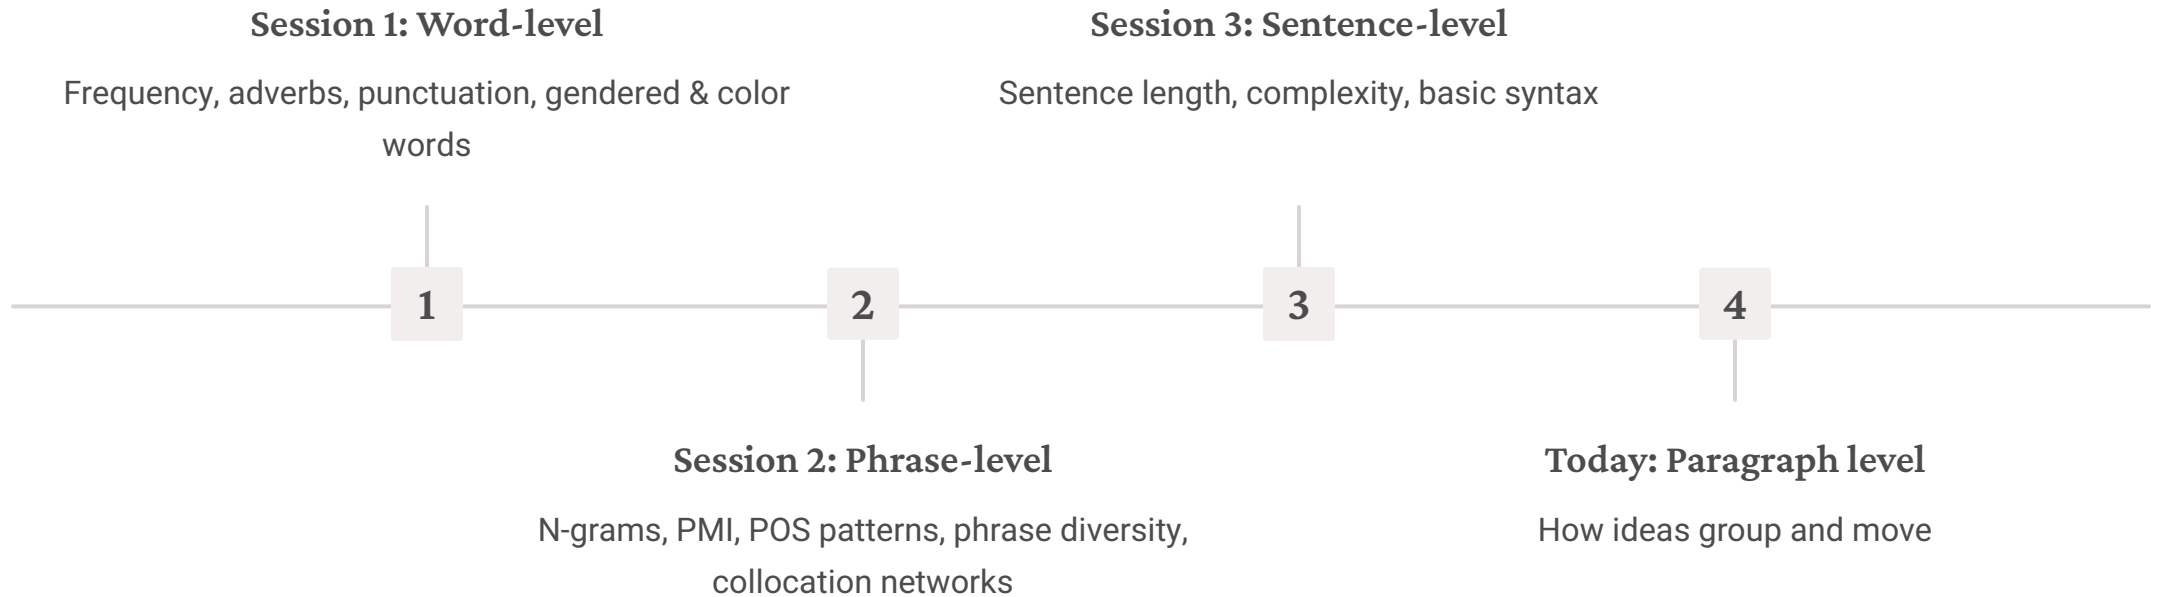 Session 1: Word-level
Frequency, adverbs, punctuation, gendered & color
words
Session 3: Sentence-level
Sentence length, complexity, basic syntax
1
2
3
4
Session 2: Phrase-level
N-grams, PMI, POS patterns, phrase diversity,
collocation networks
Today: Paragraph level
How ideas group and move